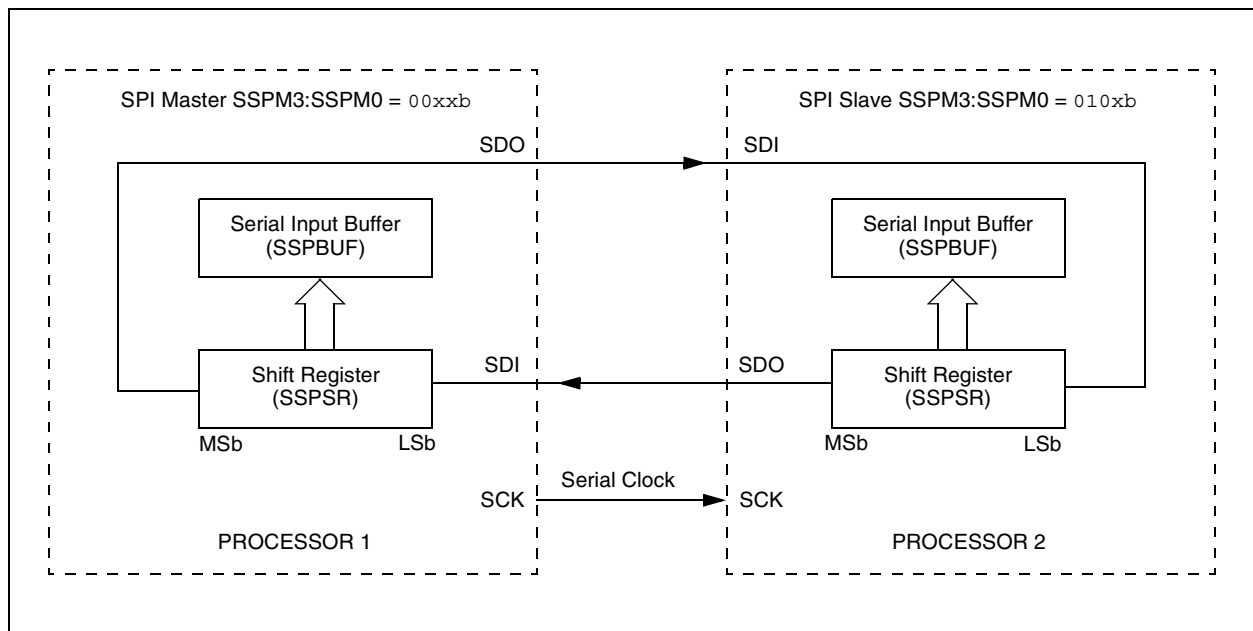 SPI Master SSPM3:SSPM0 = 00xxb
SPI Slave SSPM3:SSPM0 = 010xb
SDO
SDI
Serial Input Buffer
(SSPBUF)
Serial Input Buffer
(SSPBUF)
SDI
SDO
Shift Register
(SSPSR)
Shift Register
(SSPSR)
MSb
LSb
MSb
LSb
Serial Clock
SCK
SCK
PROCESSOR 1
PROCESSOR 2